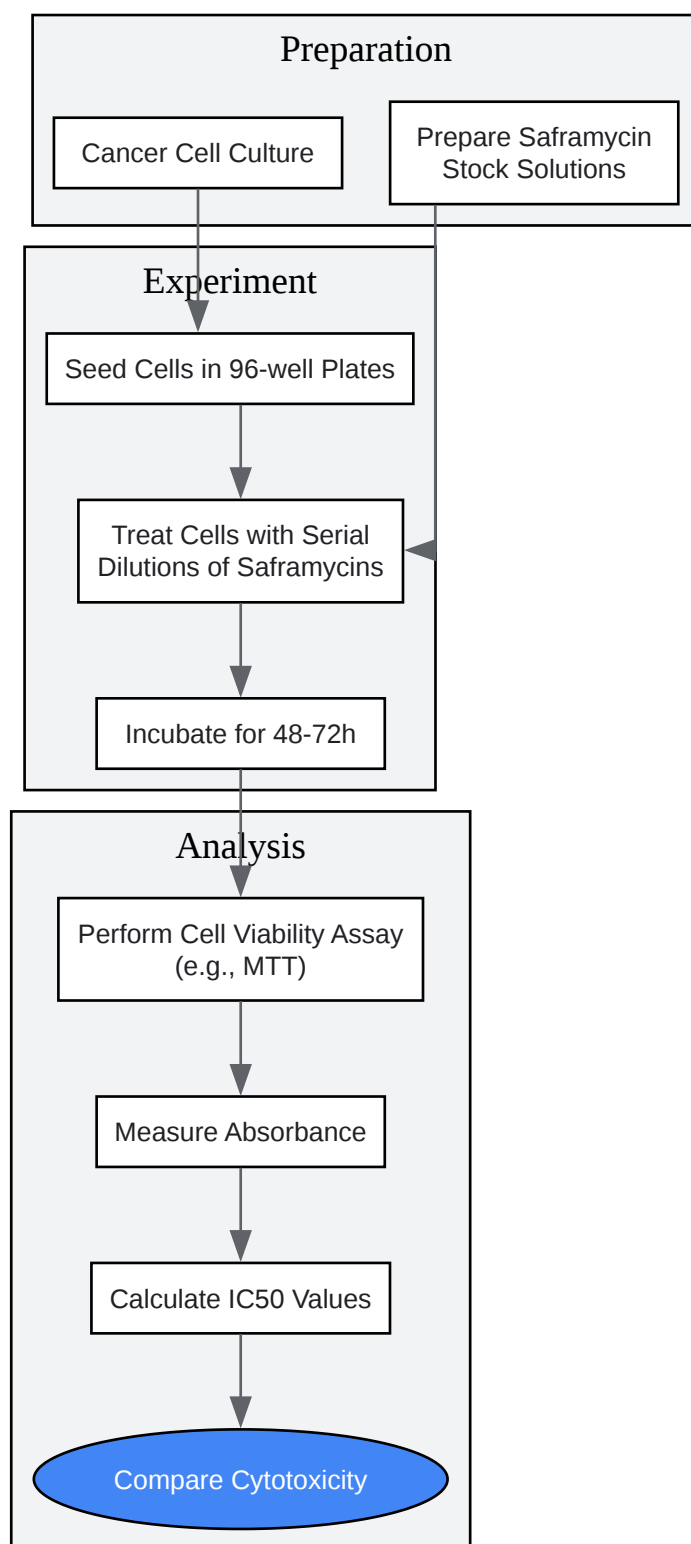 Preparation
Cancer Cell Culture
Prepare Saframycin
Stock Solutions
Experiment
Seed Cells in 96-well Plates
Treat Cells with Serial
Dilutions of Saframycins
Incubate for 48-72h
Analysis
Perform Cell Viability Assay
(e.g., MTT)
Measure Absorbance
Calculate IC50 Values
Compare Cytotoxicity